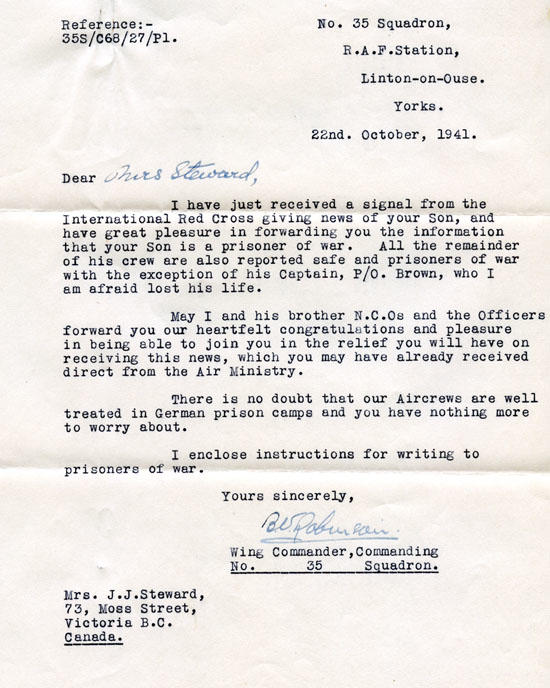 Reference:-
35S/C68/27/P1.
No. 35 Squadron,
R.A.F.Station,
Linton-on-Ouse.
Yorks.
22nd. October, 1941.
Dear Mrs Steward,
I have just received a signal from the
International Red Cross giving news of your Son, and
have great pleasure in forwarding you the information
that your Son is a prisoner of war. All the remainder
of his crew are also reported safe and prisoners of war
with the exception of his Captain, P/O. Brown, who I
am afraid lost his life.
May I and his brother N.C.Os and the Officers
forward you our heartfelt congratulations and pleasure
in being able to join you in the relief you will have on
receiving this news, which you may have already received
direct from the Air Ministry.
There is no doubt that our Aircrews are well
treated in German prison camps and you have nothing more
to worry about.
I enclose instructions for writing to
prisoners of war.
Yours sincerely,
B.V. Robinson.
Wing Commander,Commanding
No. 35 Squadron.
Mrs. J.J.Steward,
73, Moss Street,
Victoria B.C.
Canada.